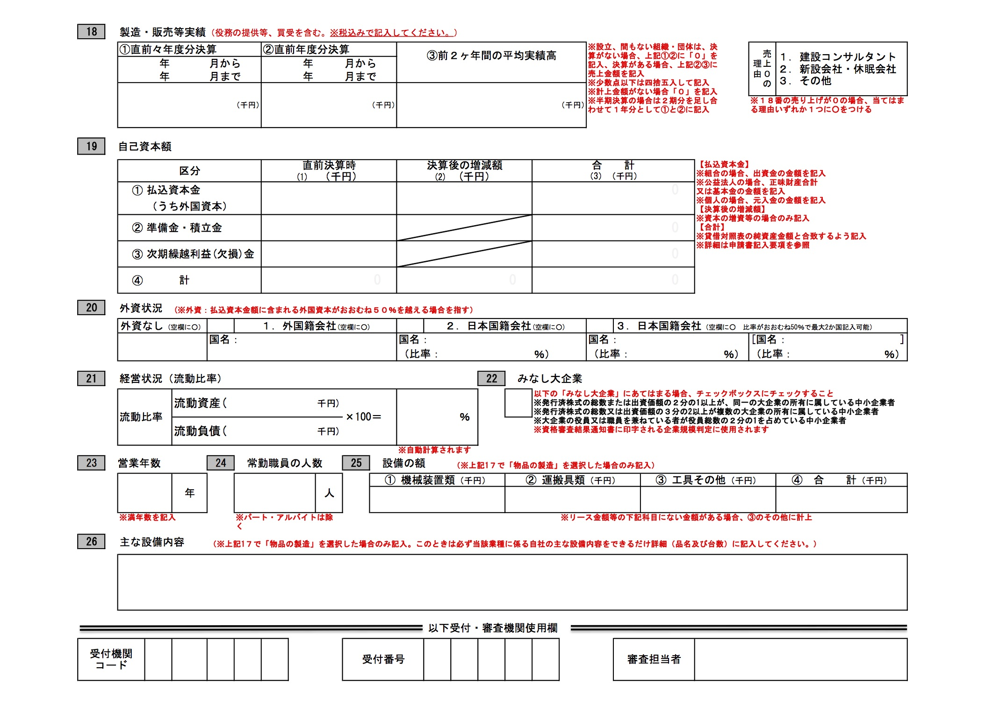 18 製造・販売等実績（役務の提供等、買受を含む。※税込みで記入してください。）
①直前々年度分決算 ②直前年度分決算 ③前２ヶ年間の平均実績高
年 月から 年 月から
年 月まで 年 月まで
（千円） （千円） （千円）
※設立、間もない組織・団体は、決
算がない場合、上記①②に「０」を
記入、決算がある場合、上記②③に
売上金額を記入
※少数点以下は四捨五入して記入
※計上金額がない場合「０」を記入
※半期決算の場合は２期分を足し合
わせて１年分として①と②に記入
売上０の理由
１．建設コンサルタント
２．新設会社・休眠会社
３．その他
※１８番の売り上げが０の場合、当てはま
る理由いずれか１つに〇をつける
19 自己資本額
区分 直前決算時 決算後の増減額 合　計
（1）（千円） （2）（千円） （3）（千円）
① 払込資本金 0
（うち外国資本）
② 準備金・積立金 0
③ 次期繰越利益（欠損）金 0
④ 計 0 0 0
【払込資本金】
※組合の場合、出資金の金額を記入
※公益法人の場合、正味財産合計
又は基本金の金額を記入
※個人の場合、元入金の金額を記入
【決算後の増減額】
※資本の増資等の場合のみ記入
【合計】
※貸借対照表の純資産金額と合致するよう記入
※詳細は申請書記入要項を参照
20 外資状況 （※外資：払込資本金額に含まれる外国資本がおおむね５０％を越える場合を指す）
外資なし（空欄に〇） １．外国籍会社（空欄に〇） ２．日本国籍会社（空欄に〇） ３．日本国籍会社（空欄に〇　比率がおおむね50％で最大2か国記入可能）
国名： 国名： 国名： [国名： ]
（比率： ％） （比率： ％） （比率： ％）
21 経営状況（流動比率）
流動比率 流動資産（ 千円） ×100＝ ％
流動負債（ 千円）
※自動計算されます
22 みなし大企業
以下の「みなし大企業」にあてはまる場合、チェックボックスにチェックすること
※発行済株式の総数または出資価額の２分の1以上が、同一の大企業の所有に属している中小企業者
※発行済株式の総数又は出資価額の３分の2以上が複数の大企業の所有に属している中小企業者
※大企業の役員又は職員を兼ねている者が役員総数の２分の1を占めている中小企業者
※資格審査結果通知書に印字される企業規模判定に使用されます
23 営業年数 24 常勤職員の人数 25 設備の額 （※上記1７で「物品の製造」を選択した場合のみ記入）
年 人 ① 機械装置類（千円） ② 運搬具類（千円） ③ 工具その他（千円） ④ 合　計（千円）
※満年数を記入 ※パート・アルバイトは除
く
※リース金額等の下記科目にない金額がある場合、③のその他に計上
26 主な設備内容 （※上記1７で「物品の製造」を選択した場合のみ記入。このときは必ず当該業種に係る自社の主な設備内容をできるだけ詳細（品名及び台数）に記入してください。）
以下受付・審査機関使用欄
受付機関
コード
受付番号
審査担当者